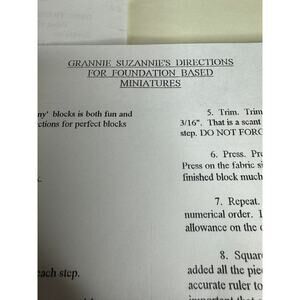 GRANNIE SUZANNIE'S DIRECTIONS
FOR FOUNDATION BASED
MINIATURES
ny' blocks is both fun and
ctions for perfect blocks
each step.
5. Trim. Trim
3/16". That is a scant
step. DO NOT FORG
6. Press. Pre
Press on the fabric si
finished block much
7. Repeat.
numerical order. I
allowance on the
8. Squar
added all the pie
accurate ruler to
important that